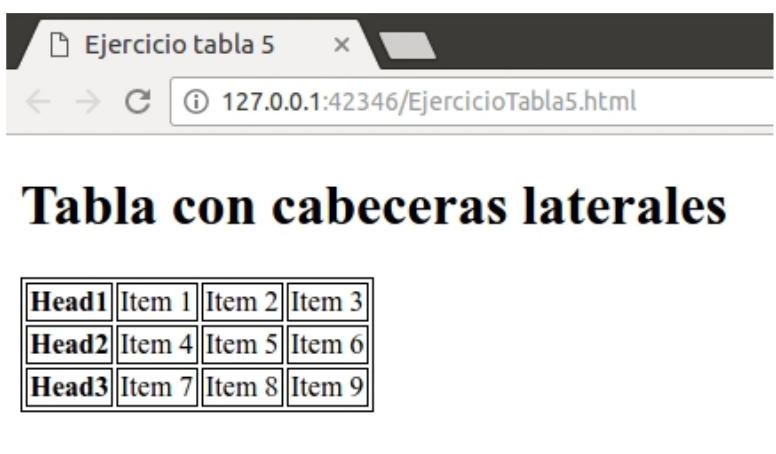 Ejercicio tabla 5
127.0.0.1:42346/EjercicioTabla5.html
Tabla con cabeceras laterales
Head1 Item 1 Item 2 Item 3
Head2 Item 4 Item 5 Item 6
Head3 Item 7 Item 8 Item 9